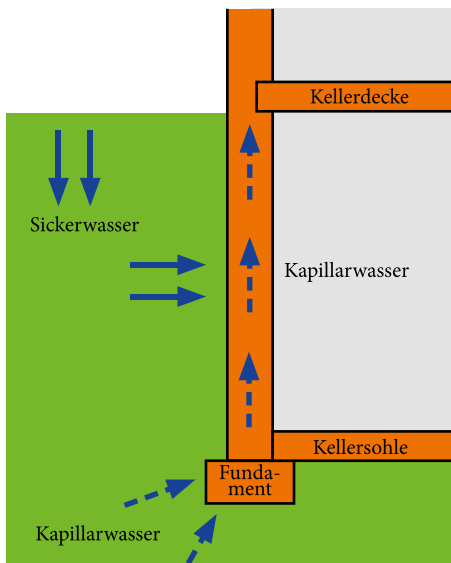 Kellerdecke
Sickerwasser
Kapillarwasser
Kellersohle
Funda-
ment
Kapillarwasser